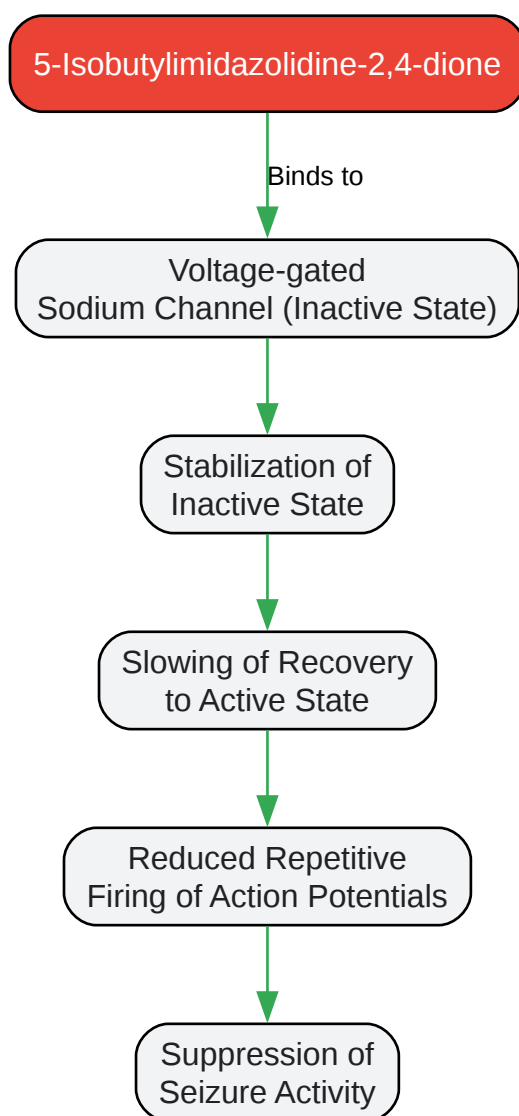 5-Isobutylimidazolidine-2,4-dione
Binds to
Voltage-gated
Sodium Channel (Inactive State)
Stabilization of
Inactive State
Slowing of Recovery
to Active State
Reduced Repetitive
Firing of Action Potentials
Suppression of
Seizure Activity